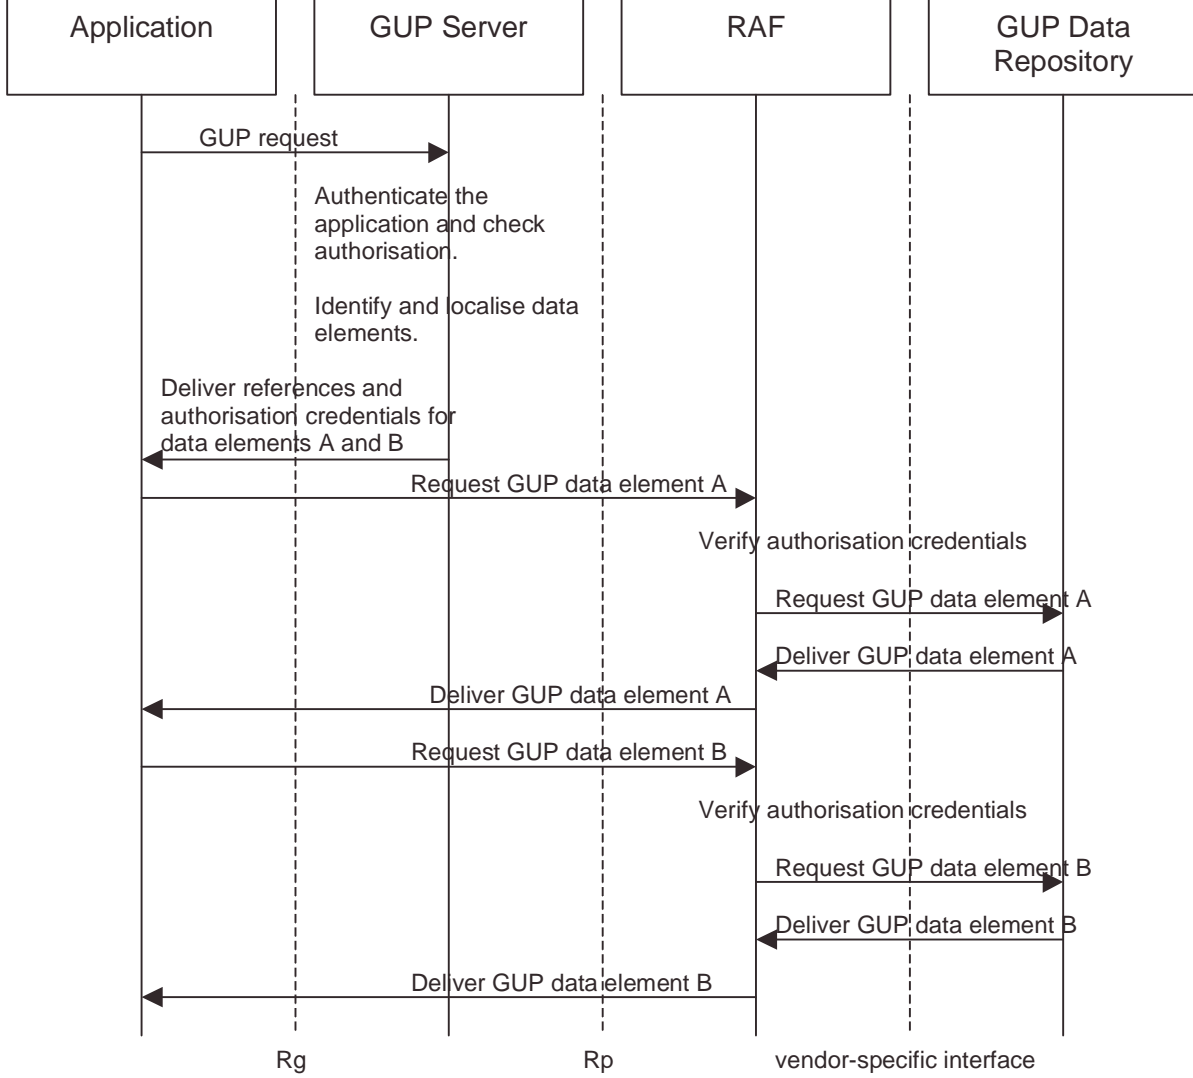 Application
GUP Server
RAF
GUP Data
Repository
GUP request
Authenticate the
application and check
authorisation.
Identify and localise data
elements.
Deliver references and
authorisation credentials for
data elements A and B
Request GUP data element A
Verify authorisation credentials
Request GUP data element A
Deliver GUP data element A
Deliver GUP data element A
Request GUP data element B
Verify authorisation credentials
Request GUP data element B
Deliver GUP data element B
Deliver GUP data element B
Rg
Rp
vendor-specific interface